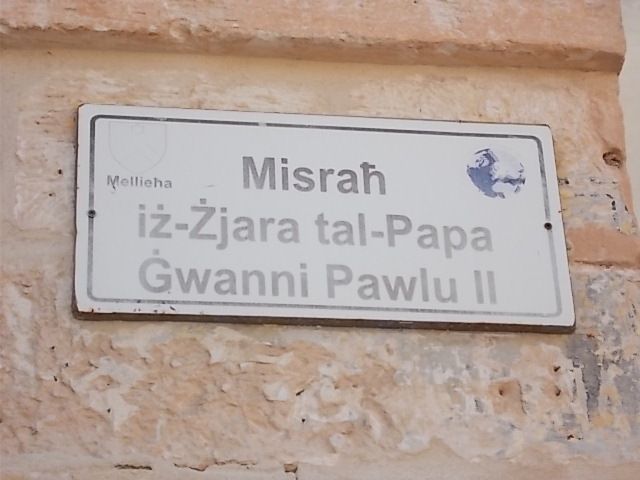 Mellieħa
Misraħ
iż-Żjara tal-Papa
Ġwanni Pawlu II